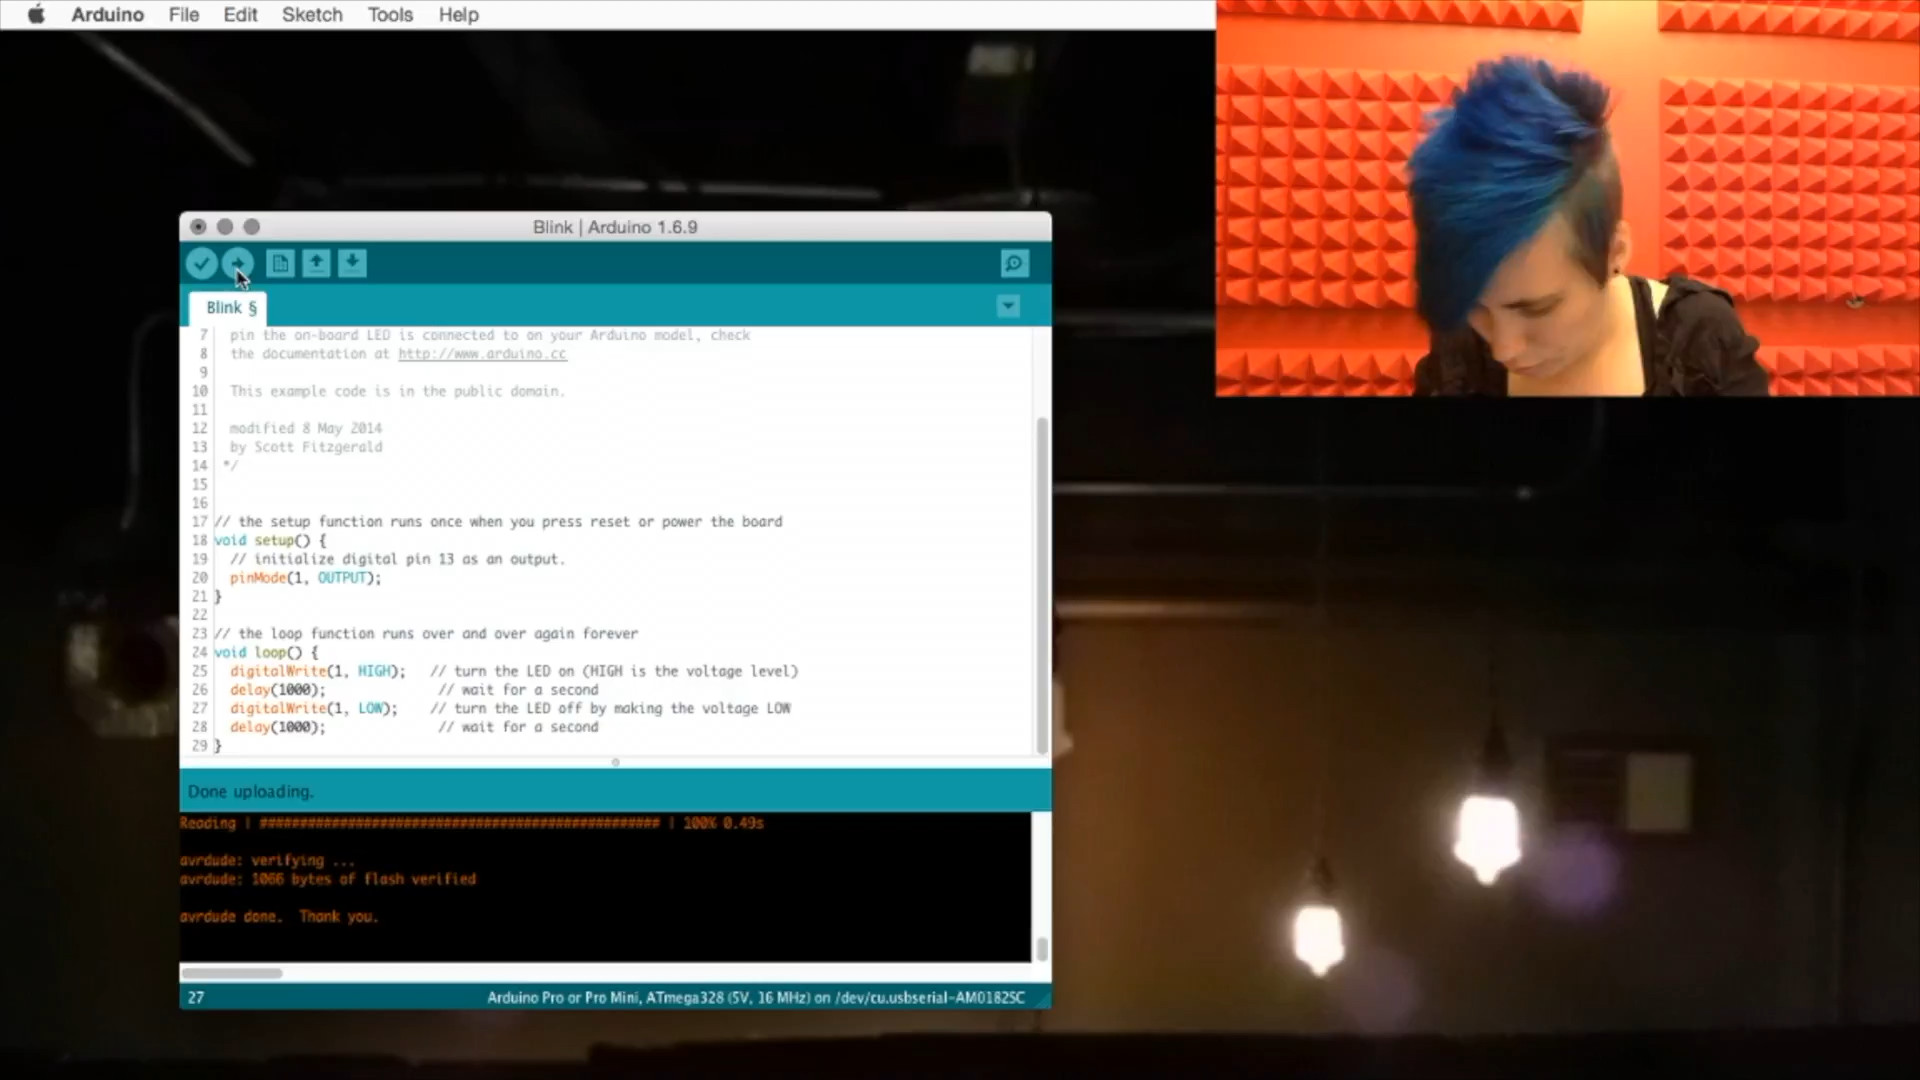 Arduino File Edit Sketch Tools Help
Blink | Arduino 1.6.9
Blink §
7 pin the on-board LED is connected to on your Arduino model, check
8 the documentation at http://www.arduino.cc
9
10 This example code is in the public domain.
11
12 modified 8 May 2014
13 by Scott Fitzgerald
14 */
15
16
17 // the setup function runs once when you press reset or power the board
18 void setup() {
19 // initialize digital pin 13 as an output.
20 pinMode(1, OUTPUT);
21 }
22
23 // the loop function runs over and over again forever
24 void loop() {
25 digitalWrite(1, HIGH); // turn the LED on (HIGH is the voltage level)
26 delay(1000); // wait for a second
27 digitalWrite(1, LOW); // turn the LED off by making the voltage LOW
28 delay(1000); // wait for a second
29 }
Done uploading.
Reading | ################################################## | 100% 0.49s
avrdude: verifying ...
avrdude: 1066 bytes of flash verified
avrdude done. Thank you.
27 Arduino Pro or Pro Mini, ATmega328 (5V, 16 MHz) on /dev/cu.usbserial-AM0182SC